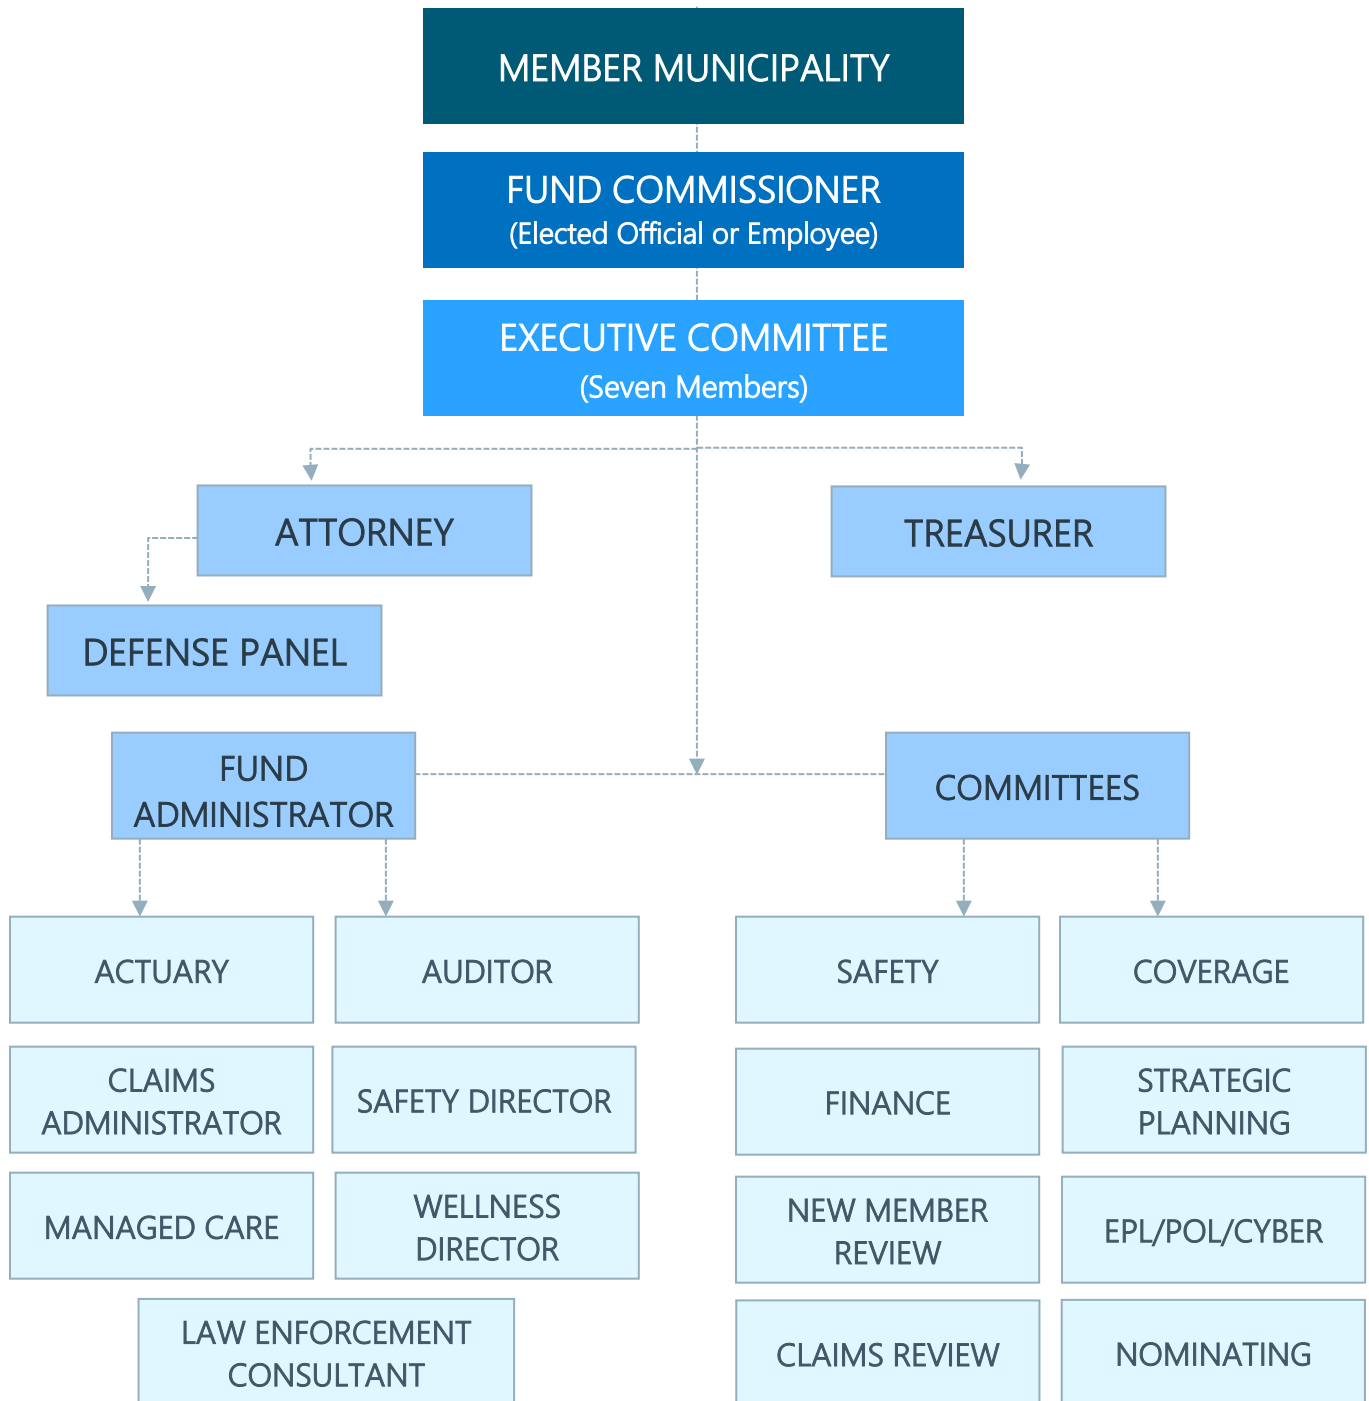 MEMBER MUNICIPALITY
FUND COMMISSIONER
(Elected Official or Employee)
EXECUTIVE COMMITTEE
(Seven Members)
ATTORNEY
TREASURER
DEFENSE PANEL
FUND
ADMINISTRATOR
COMMITTEES
ACTUARY
AUDITOR
SAFETY
COVERAGE
CLAIMS
ADMINISTRATOR
SAFETY DIRECTOR
FINANCE
STRATEGIC
PLANNING
MANAGED CARE
WELLNESS
DIRECTOR
NEW MEMBER
REVIEW
EPL/POL/CYBER
LAW ENFORCEMENT
CONSULTANT
CLAIMS REVIEW
NOMINATING